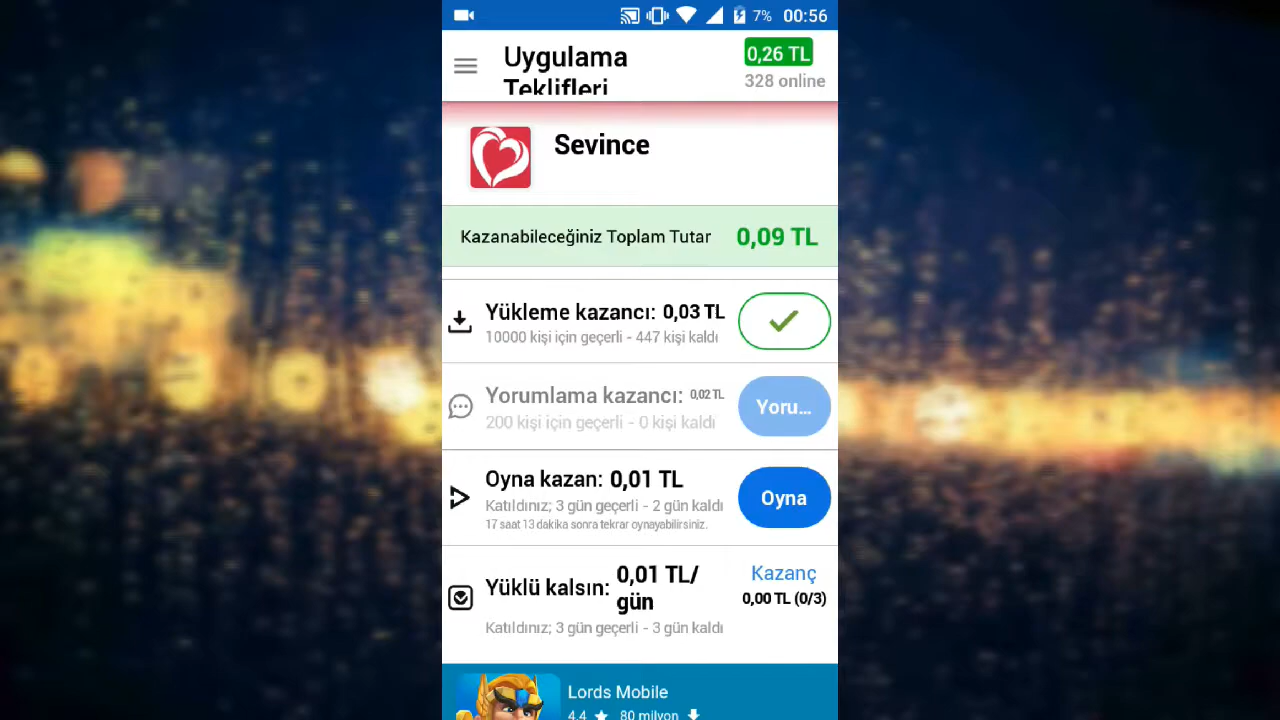 7%
00:56
Uygulama
Teklifleri
0,26 TL
328 online
Sevince
Kazanabileceğiniz Toplam Tutar
0,09 TL
Yükleme kazancı: 0,03 TL
10000 kişi için geçerli - 447 kişi kaldı
Yorumlama kazancı: 0,02 TL
200 kişi için geçerli - 0 kişi kaldı
Yoru...
Oyna kazan: 0,01 TL
Katıldınız; 3 gün geçerli - 2 gün kaldı
17 saat 13 dakika sonra tekrar oynayabilirsiniz.
Oyna
Yüklü kalsın: 0,01 TL/
gün
Katıldınız; 3 gün geçerli - 3 gün kaldı
Kazanç
0,00 TL (0/3)
Lords Mobile
4,4 ★ 80 milyon